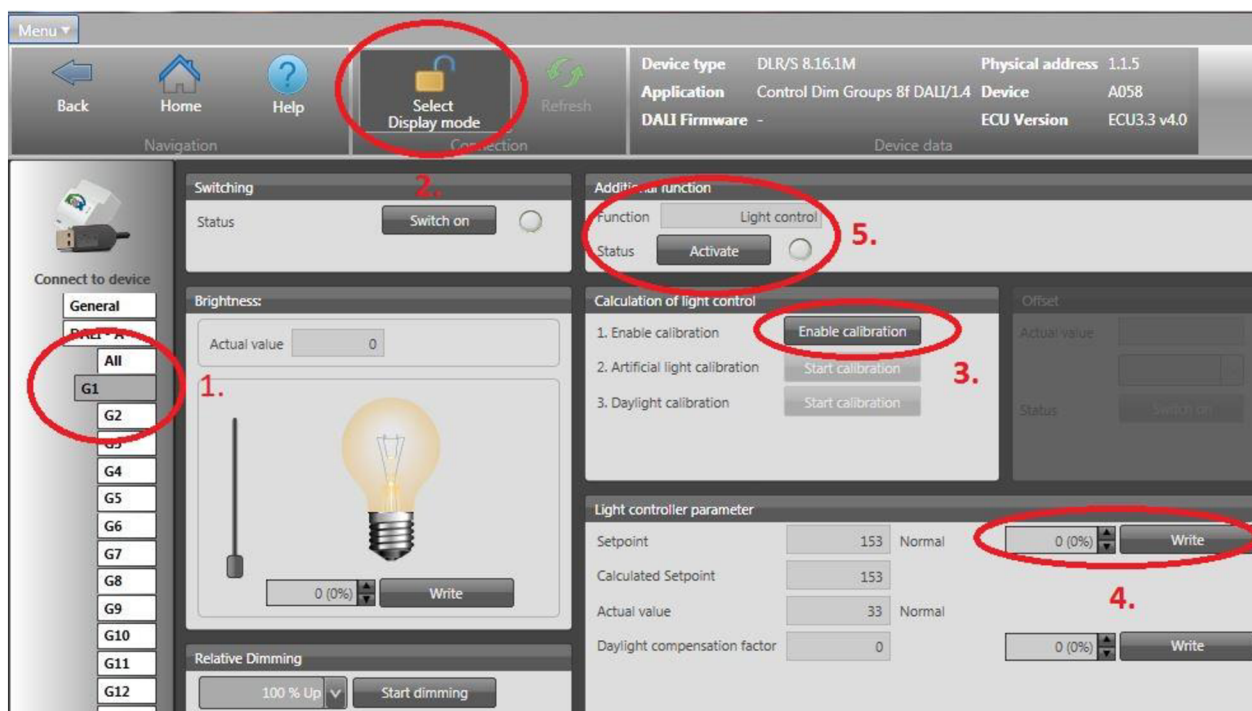 Menu
Back
Home
Help
Navigation
Select
Display mode
Refresh
Connection
Device type DLR/S 8.16.1M Physical address 1.1.5
Application Control Dim Groups 8f DALI/1.4 Device A058
DALI Firmware - ECU Version ECU3.3 v4.0
Device data
2.
Connect to device
General
DALI - A
All
G1
G2
G3
G4
G5
G6
G7
G8
G9
G10
G11
G12
1.
Switching
Status Switch on
Brightness:
Actual value 0
0 (0%) Write
Relative Dimming
100 % Up Start dimming
Additional function
Function Light control
Status Activate
5.
Calculation of light control
1. Enable calibration Enable calibration
2. Artificial light calibration Start calibration
3. Daylight calibration Start calibration
3.
Offset
Actual value
Status Switch on
Light controller parameter
Setpoint 153 Normal 0 (0%) Write
Calculated Setpoint 153
4.
Actual value 33 Normal
Daylight compensation factor 0 0 (0%) Write